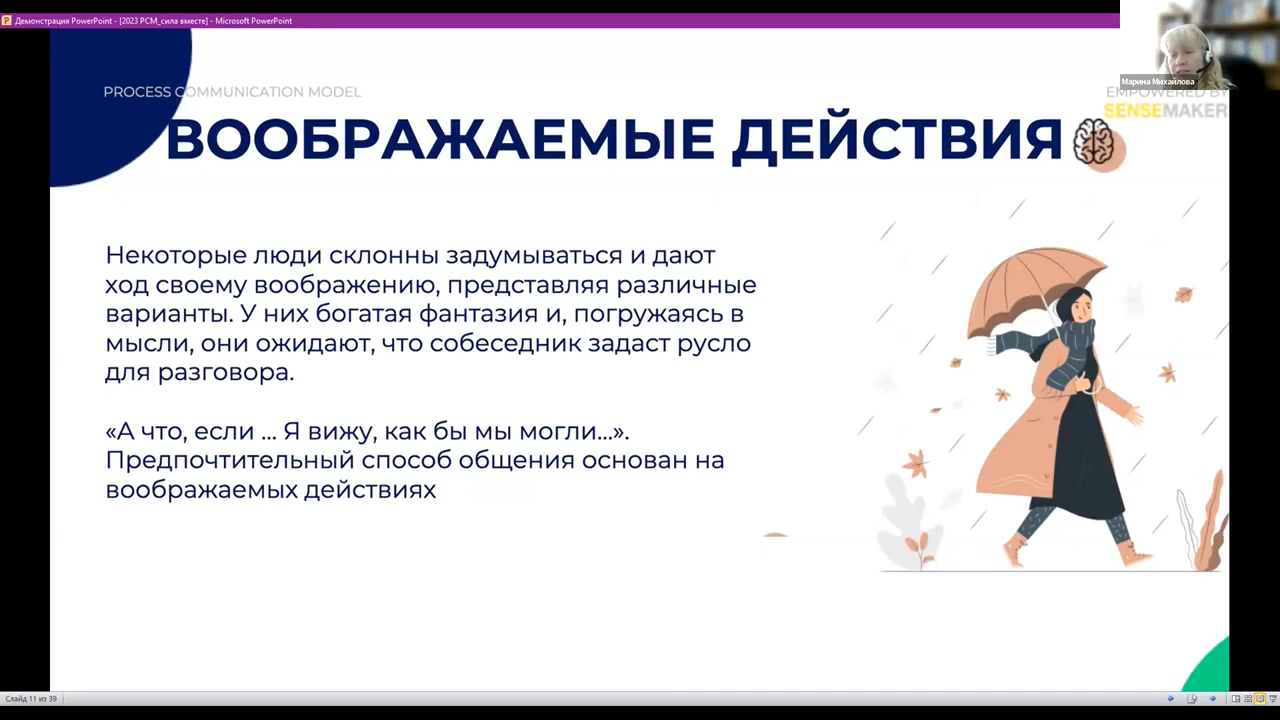 Демонстрация PowerPoint - [2023 PCM_сила вместе] - Microsoft PowerPoint
Марина Михайлова
PROCESS COMMUNICATION MODEL
EMPOWERED BY
SENSEMAKER
ВООБРАЖАЕМЫЕ ДЕЙСТВИЯ
Некоторые люди склонны задумываться и дают
ход своему воображению, представляя различные
варианты. У них богатая фантазия и, погружаясь в
мысли, они ожидают, что собеседник задаст русло
для разговора.
«А что, если ... Я вижу, как бы мы могли...».
Предпочтительный способ общения основан на
воображаемых действиях
Слайд 11 из 39